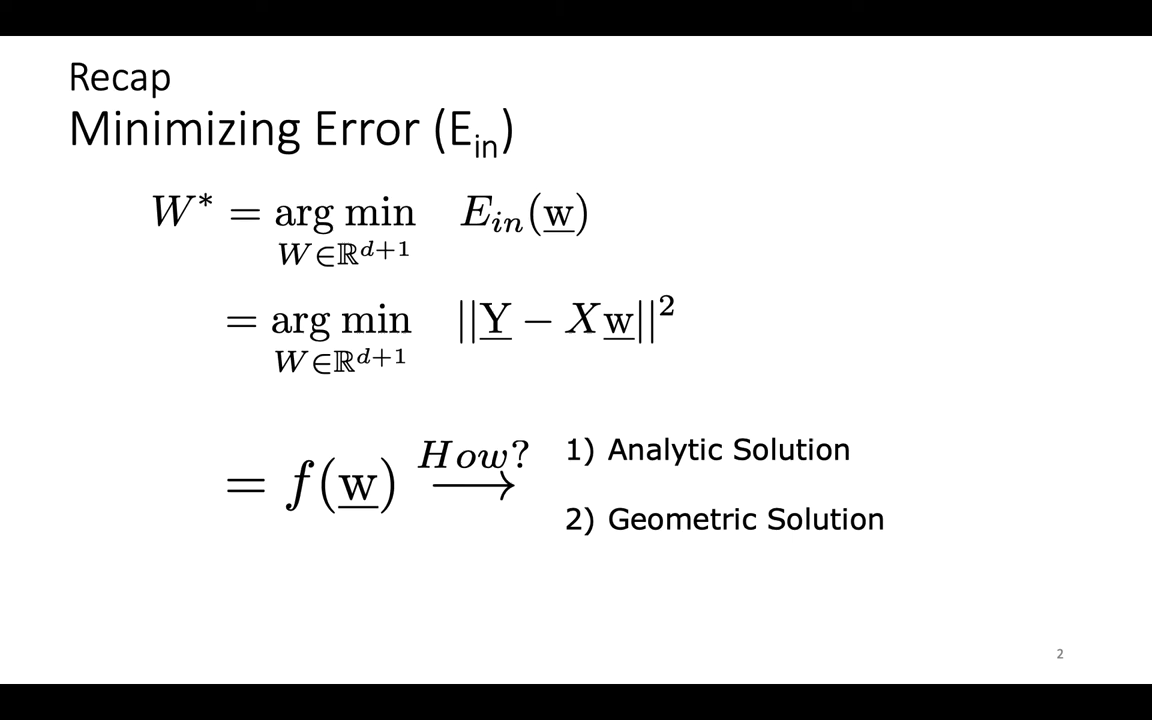 Recap
Minimizing Error (E_in)
W* = arg min E_in(w̲)
W∈ℝ^{d+1}
= arg min ||Y̲ − Xw̲||²
W∈ℝ^{d+1}
= f(w̲) How? ⟶ 1) Analytic Solution
2) Geometric Solution
2